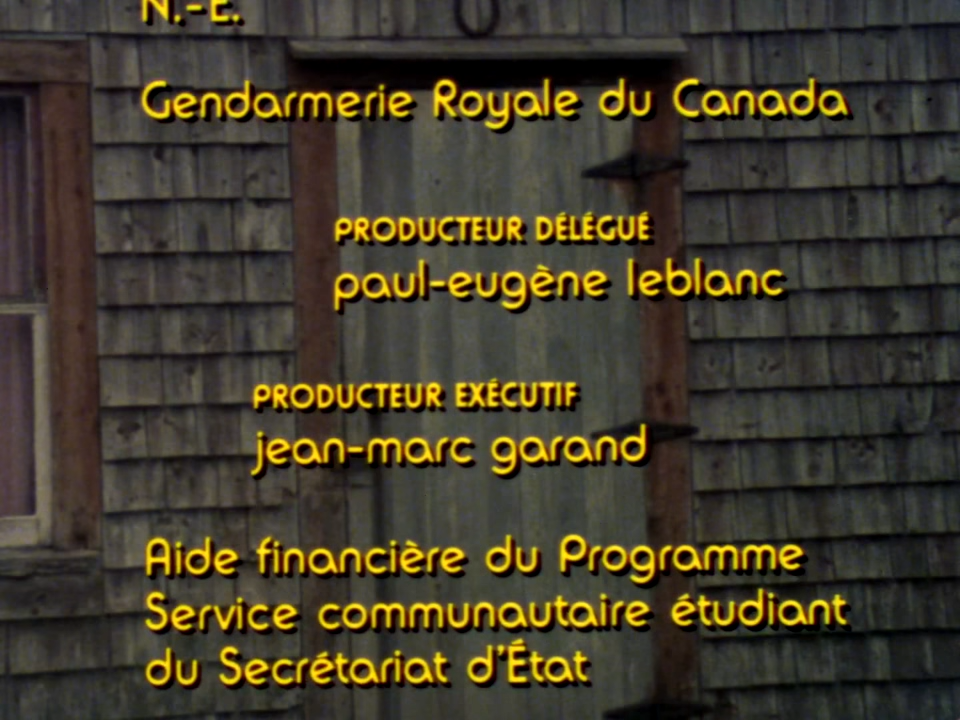 N.-É.
Gendarmerie Royale du Canada
PRODUCTEUR DÉLÉGUÉ
paul-eugène leblanc
PRODUCTEUR EXÉCUTIF
jean-marc garand
Aide financière du Programme
Service communautaire étudiant
du Secrétariat d'État